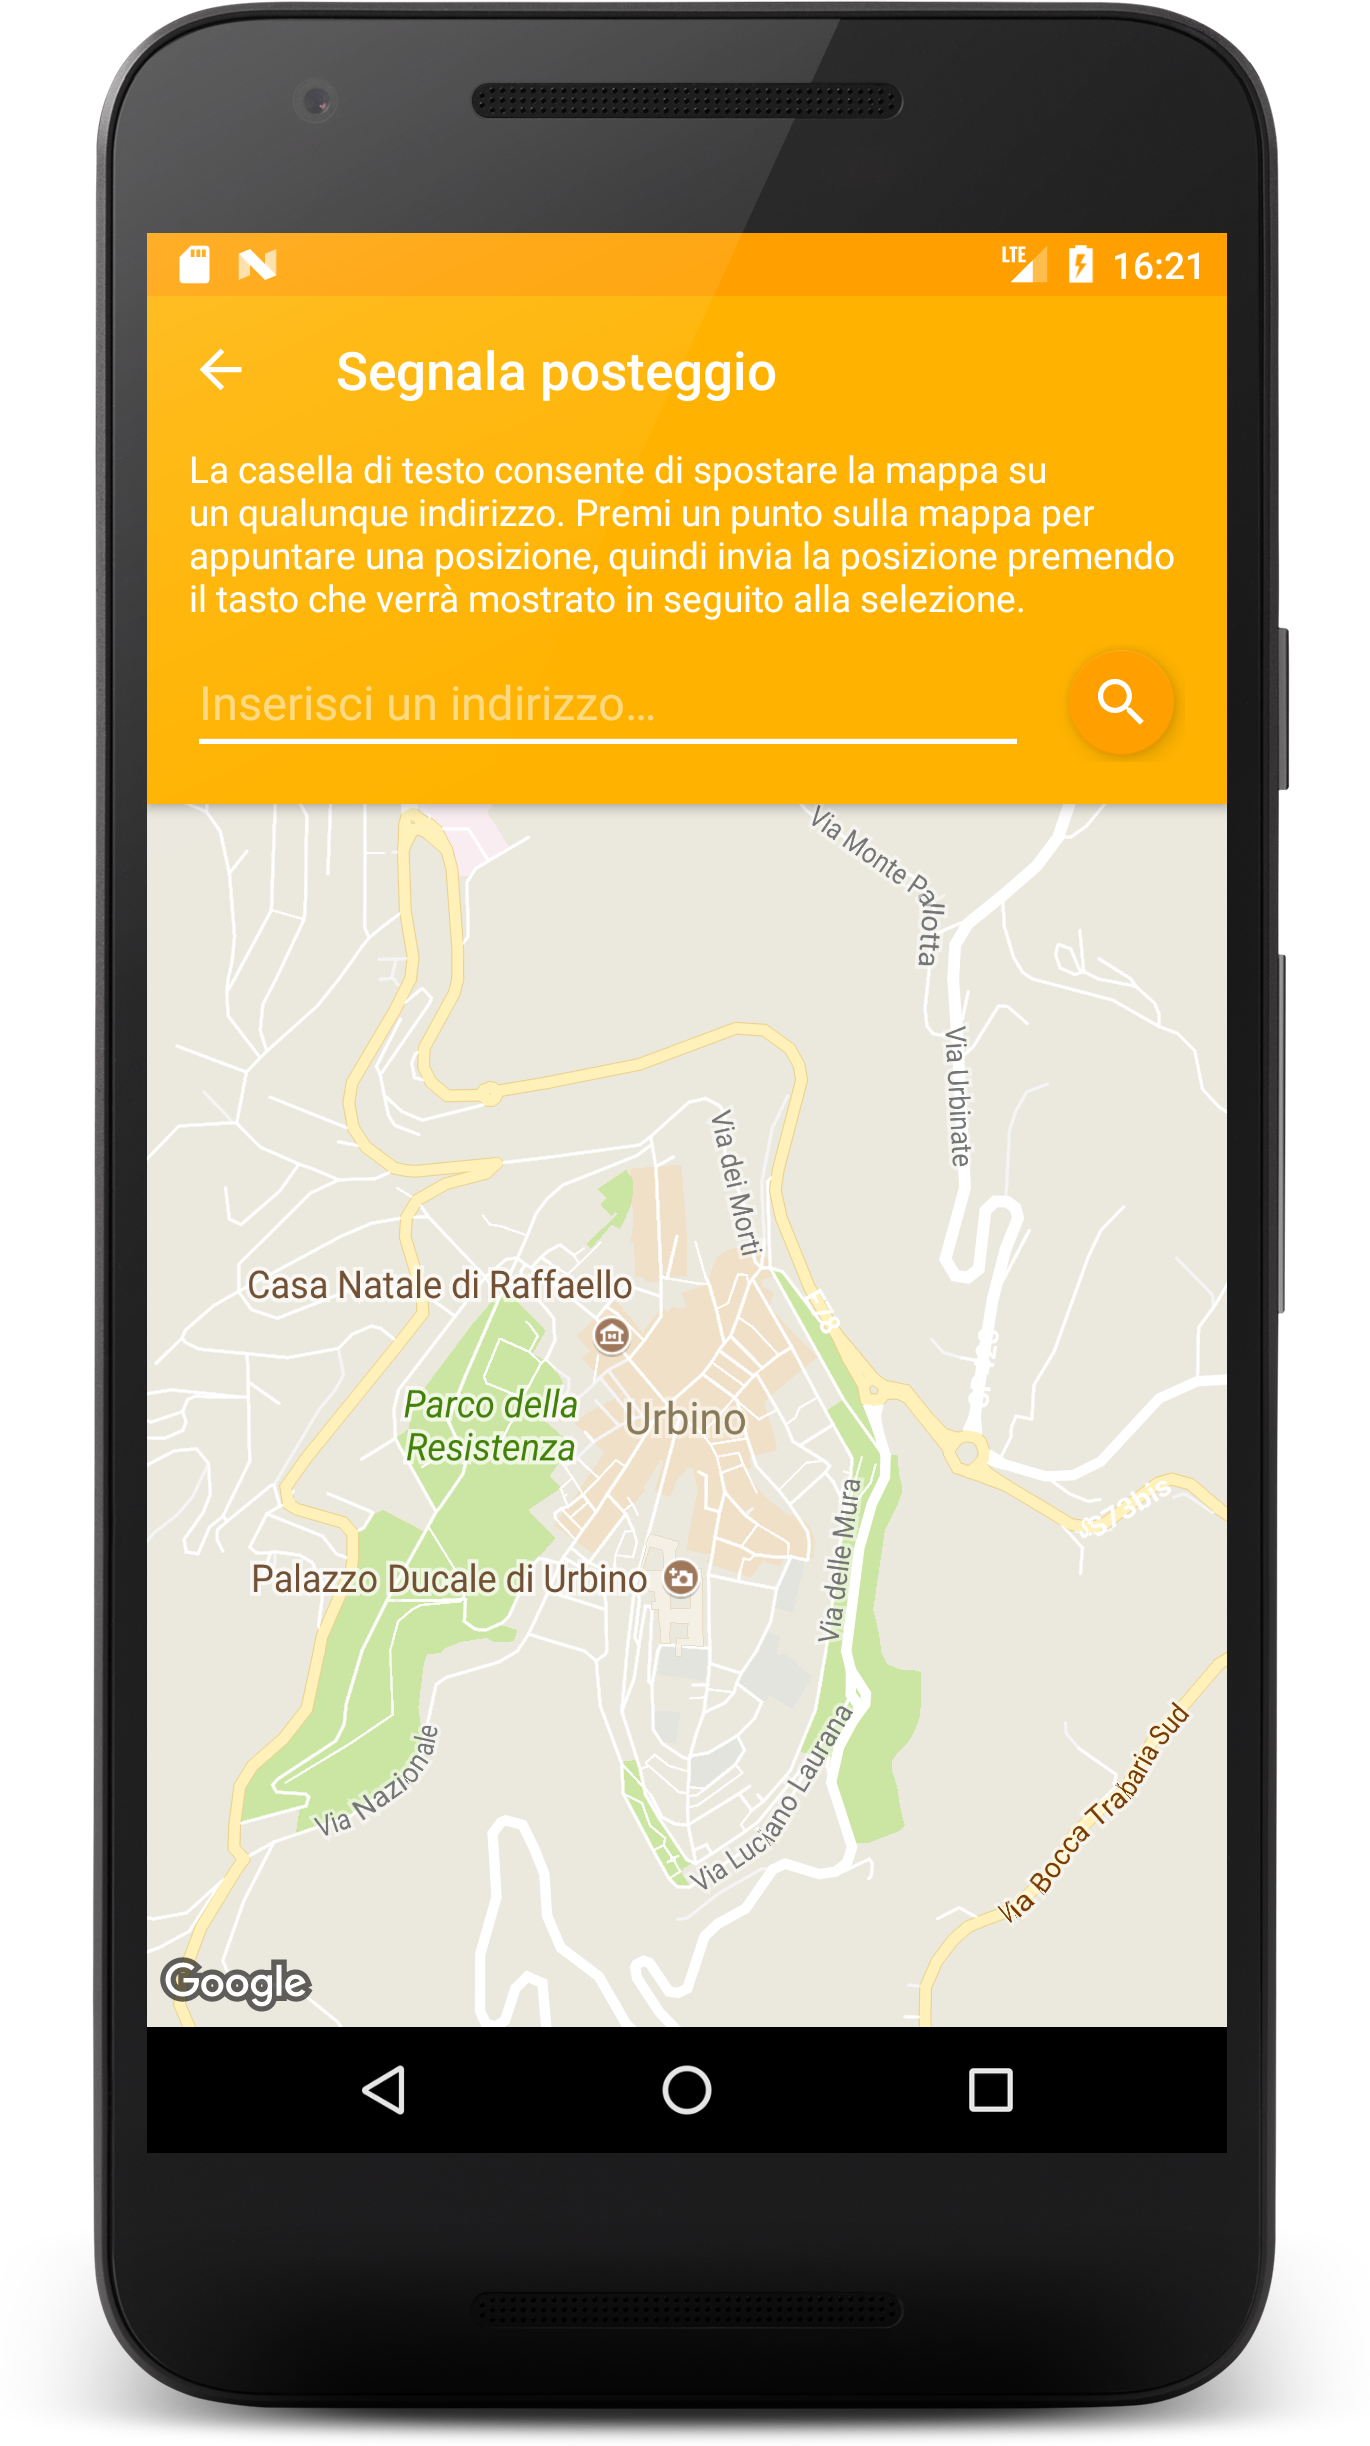 LTE 16:21
Segnala posteggio
La casella di testo consente di spostare la mappa su
un qualunque indirizzo. Premi un punto sulla mappa per
appuntare una posizione, quindi invia la posizione premendo
il tasto che verrà mostrato in seguito alla selezione.
Inserisci un indirizzo...
Via Monte Pallotta
Via Urbinate
Via dei Morti
Casa Natale di Raffaello
E78
Parco della
Resistenza
Urbino
Via delle Mura
Palazzo Ducale di Urbino
Via Nazionale
Via Luciano Laurana
Via Bocca Trabaria Sud
Google